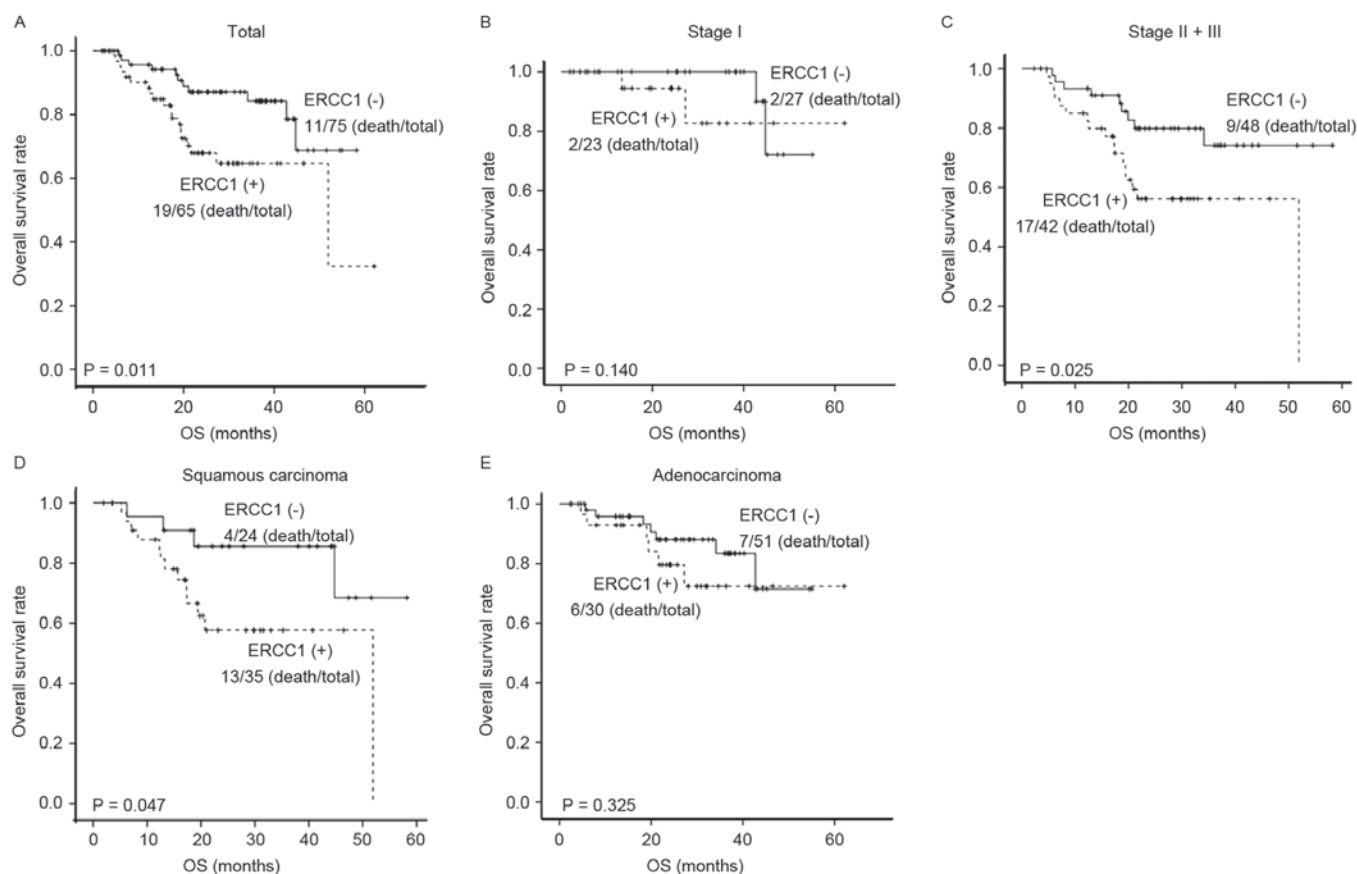 A
Total
Overall survival rate
1.0
0.8
0.6
0.4
0.2
0.0
ERCC1 (-)
11/75 (death/total)
ERCC1 (+)
19/65 (death/total)
P = 0.011
0 20 40 60
OS (months)
B
Stage I
Overall survival rate
1.0
0.8
0.6
0.4
0.2
0.0
ERCC1 (-)
2/27 (death/total)
ERCC1 (+)
2/23 (death/total)
P = 0.140
0 20 40 60
OS (months)
C
Stage II + III
Overall survival rate
1.0
0.8
0.6
0.4
0.2
0.0
ERCC1 (-)
9/48 (death/total)
ERCC1 (+)
17/42 (death/total)
P = 0.025
0 10 20 30 40 50 60
OS (months)
D
Squamous carcinoma
Overall survival rate
1.0
0.8
0.6
0.4
0.2
0.0
ERCC1 (-)
4/24 (death/total)
ERCC1 (+)
13/35 (death/total)
P = 0.047
0 10 20 30 40 50 60
OS (months)
E
Adenocarcinoma
Overall survival rate
1.0
0.8
0.6
0.4
0.2
0.0
ERCC1 (-)
7/51 (death/total)
ERCC1 (+)
6/30 (death/total)
P = 0.325
0 20 40 60
OS (months)